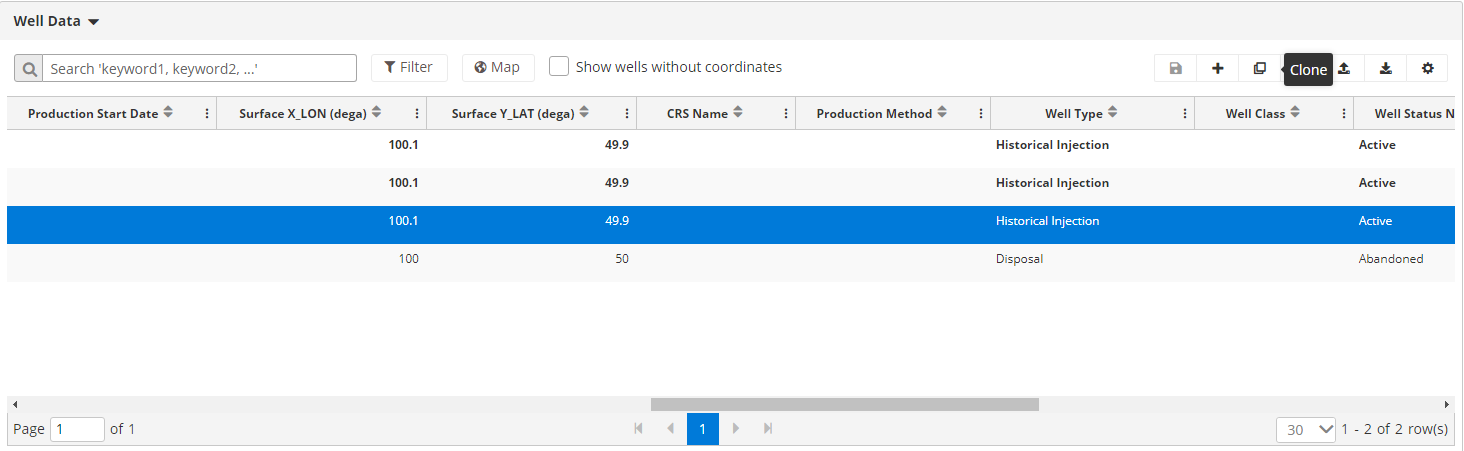 Well Data
Search 'keyword1, keyword2, ...' Filter Map Show wells without coordinates Clone
Production Start Date Surface X_LON (dega) Surface Y_LAT (dega) CRS Name Production Method Well Type Well Class Well Status N
100.1 49.9 Historical Injection Active
100.1 49.9 Historical Injection Active
100.1 49.9 Historical Injection Active
100 50 Disposal Abandoned
Page 1 of 1 1 30 1 - 2 of 2 row(s)